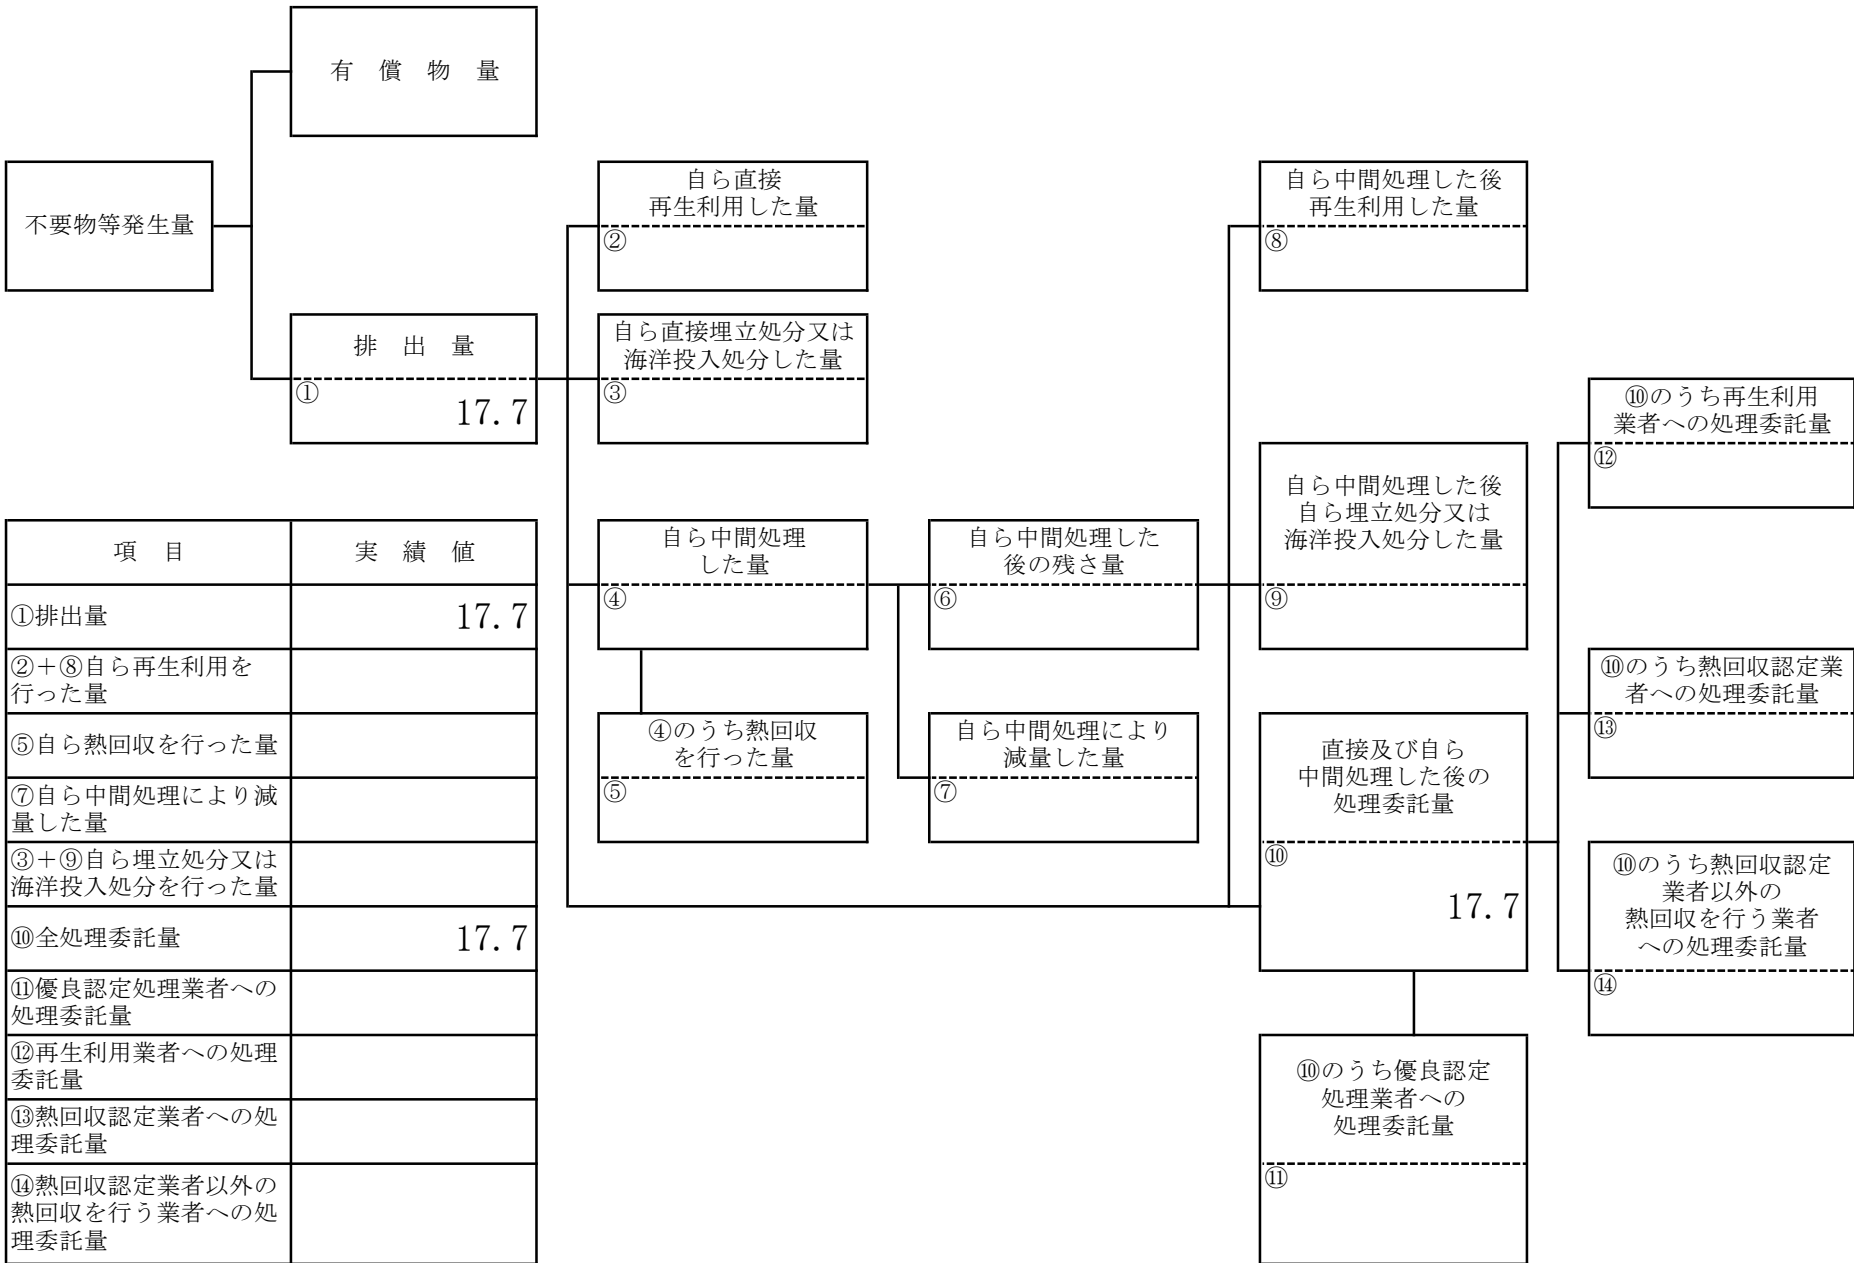 有 償 物 量
不要物等発生量
自ら直接
再生利用した量
②
自ら中間処理した後
再生利用した量
⑧
排 出 量
①
17.7
自ら直接埋立処分又は
海洋投入処分した量
③
⑩のうち再生利用
業者への処理委託量
⑫
自ら中間処理した後
自ら埋立処分又は
海洋投入処分した量
⑨
自ら中間処理
した量
④
自ら中間処理した
後の残さ量
⑥
⑩のうち熱回収認定業
者への処理委託量
⑬
④のうち熱回収
を行った量
⑤
自ら中間処理により
減量した量
⑦
直接及び自ら
中間処理した後の
処理委託量
⑩
17.7
⑩のうち熱回収認定
業者以外の
熱回収を行う業者
への処理委託量
⑭
⑩のうち優良認定
処理業者への
処理委託量
⑪
項 目 実 績 値
①排出量 17.7
②+⑧自ら再生利用を
行った量
⑤自ら熱回収を行った量
⑦自ら中間処理により減
量した量
③+⑨自ら埋立処分又は
海洋投入処分を行った量
⑩全処理委託量 17.7
⑪優良認定処理業者への
処理委託量
⑫再生利用業者への処理
委託量
⑬熱回収認定業者への処
理委託量
⑭熱回収認定業者以外の
熱回収を行う業者への処
理委託量